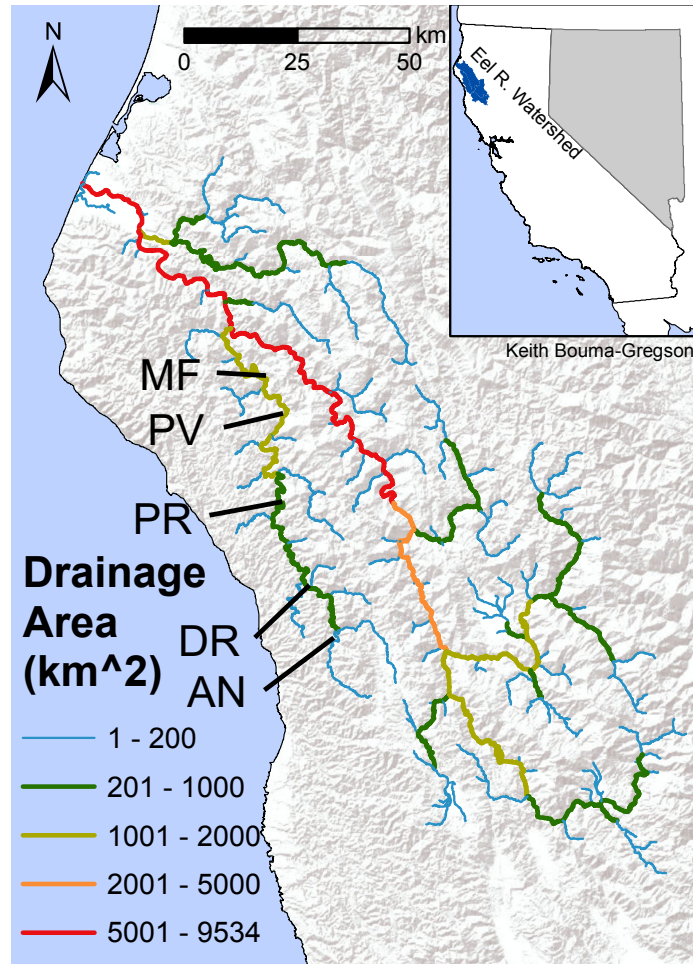 N
km
0 25 50
Eel R. Watershed
Keith Bouma-Gregson
MF
PV
PR
DR
AN
Drainage
Area
(km^2)
1 - 200
201 - 1000
1001 - 2000
2001 - 5000
5001 - 9534